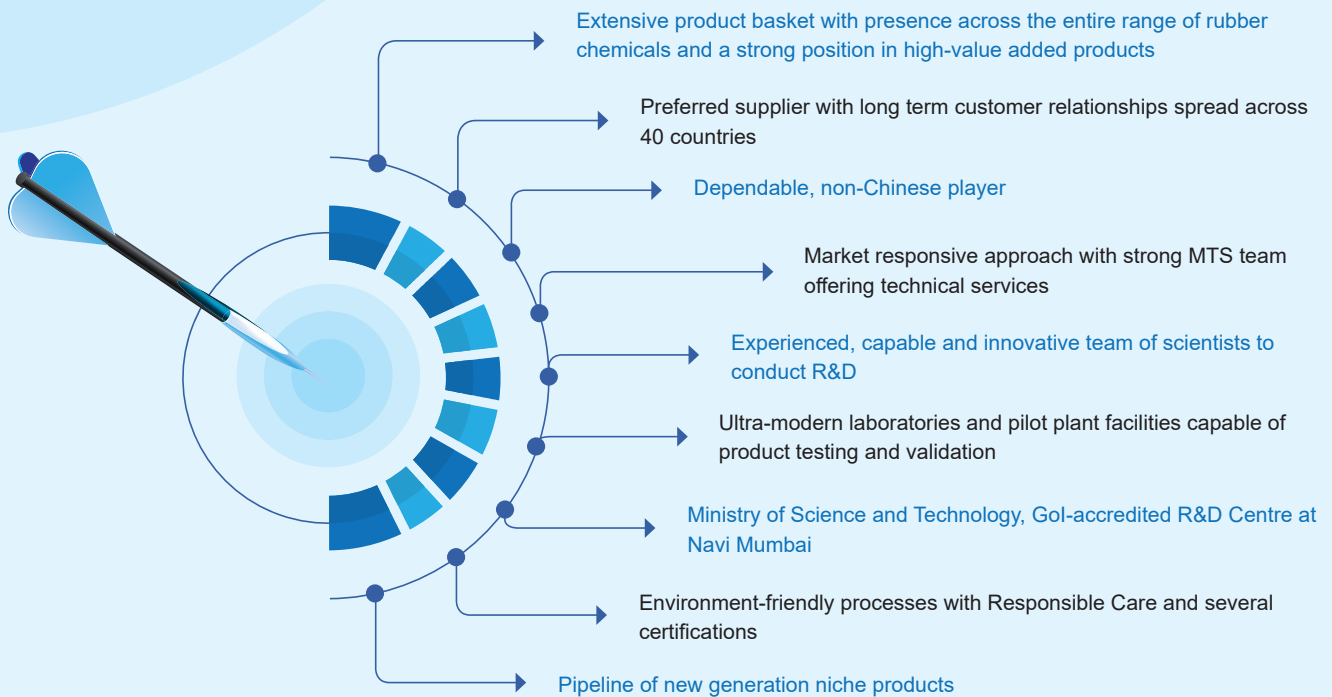 Extensive product basket with presence across the entire range of rubber
chemicals and a strong position in high-value added products
Preferred supplier with long term customer relationships spread across
40 countries
Dependable, non-Chinese player
Market responsive approach with strong MTS team
offering technical services
Experienced, capable and innovative team of scientists to
conduct R&D
Ultra-modern laboratories and pilot plant facilities capable of
product testing and validation
Ministry of Science and Technology, GoI-accredited R&D Centre at
Navi Mumbai
Environment-friendly processes with Responsible Care and several
certifications
Pipeline of new generation niche products